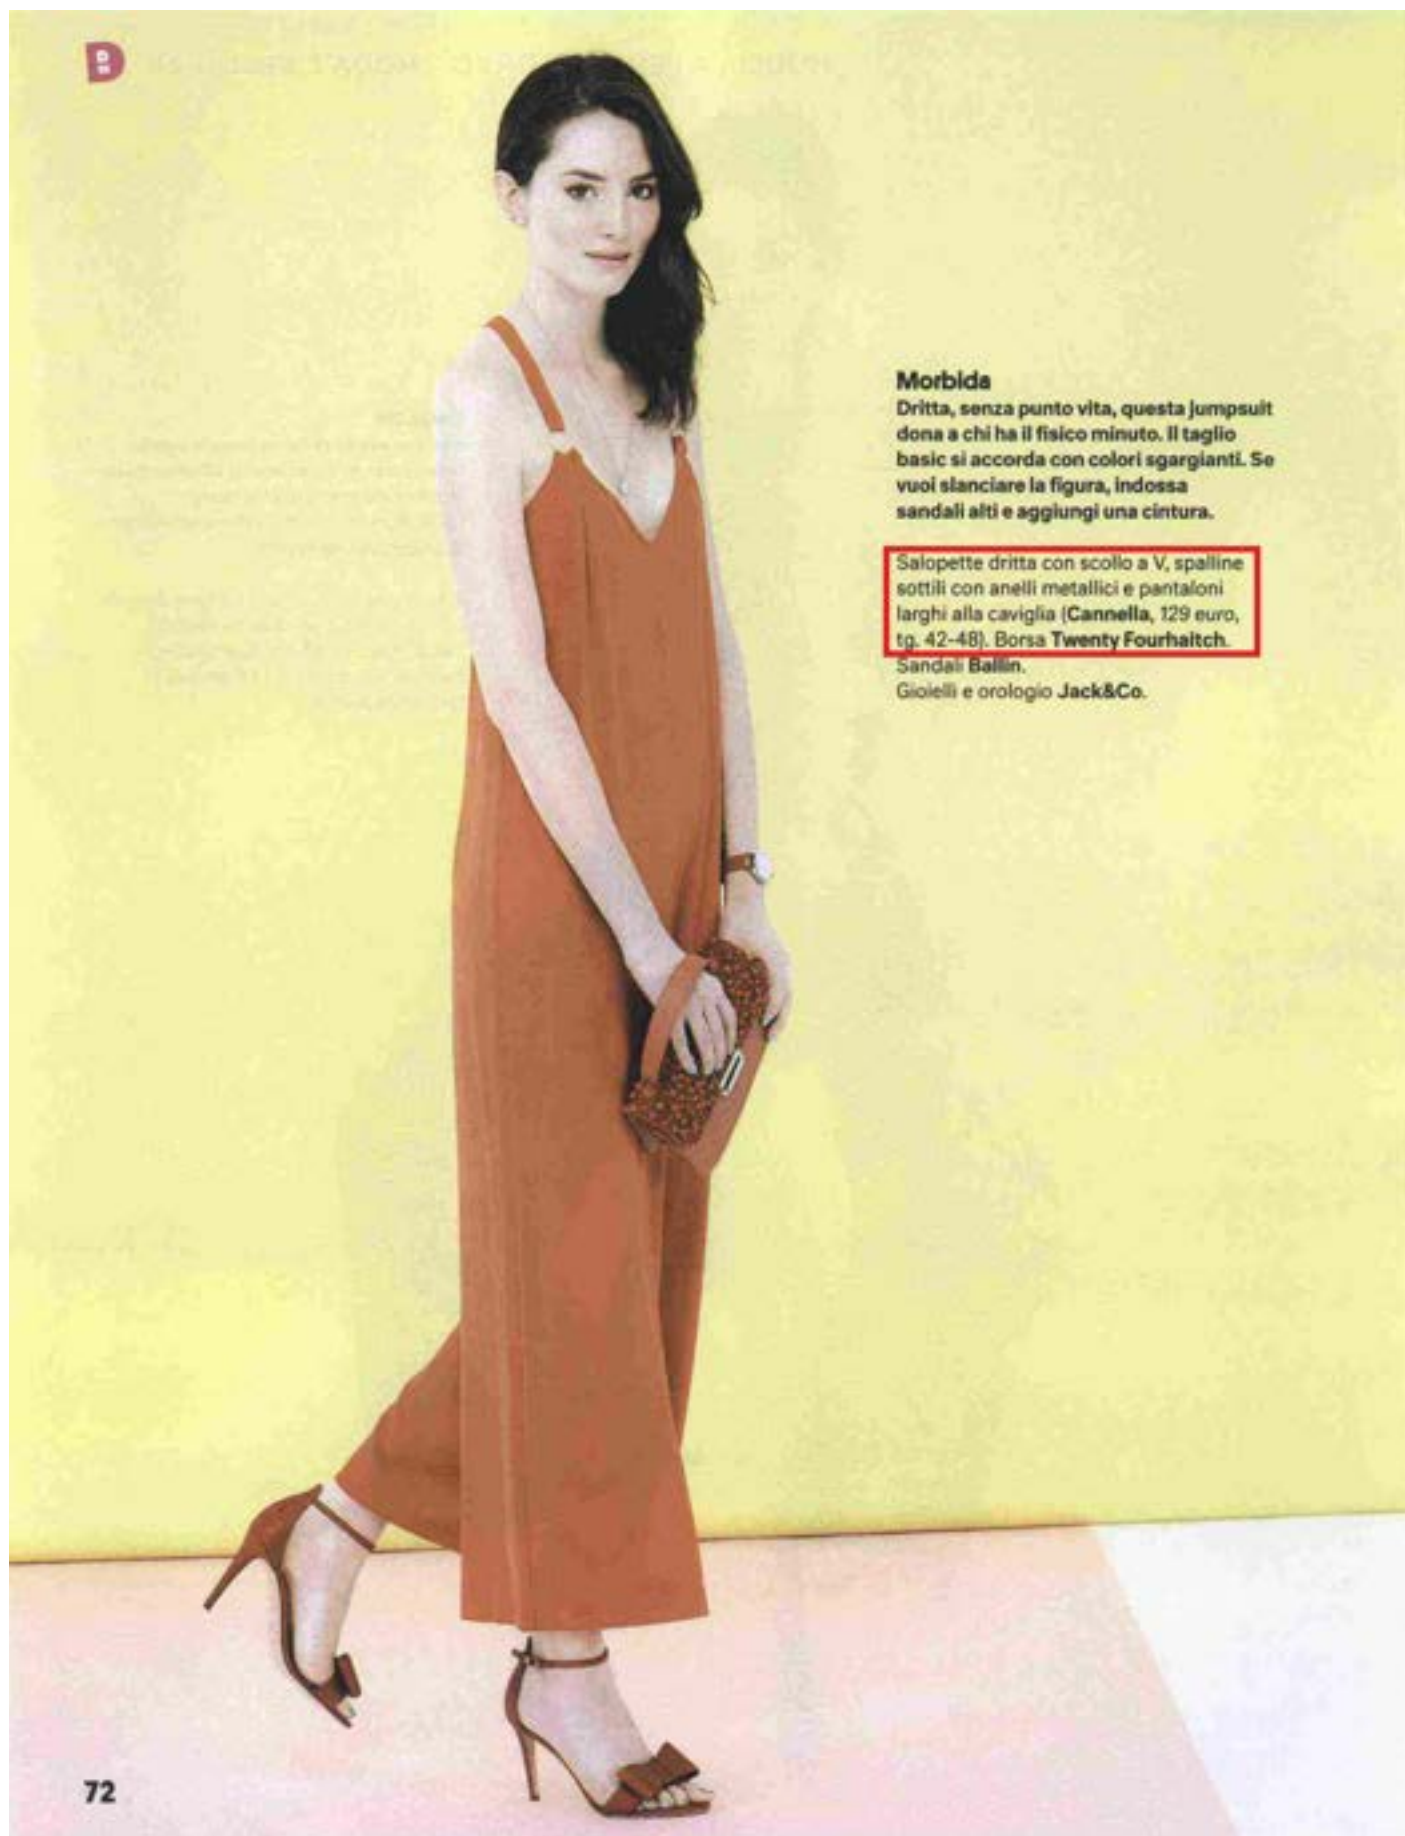 D
Morbida
Dritta, senza punto vita, questa jumpsuit
dona a chi ha il fisico minuto. Il taglio
basic si accorda con colori sgargianti. Se
vuoi slanciare la figura, indossa
sandali alti e aggiungi una cintura.
Salopette dritta con scollo a V, spalline
sottili con anelli metallici e pantaloni
larghi alla caviglia (Cannella, 129 euro,
tg. 42-48). Borsa Twenty Fourhaitch.
Sandali Ballin.
Gioielli e orologio Jack&Co.
72